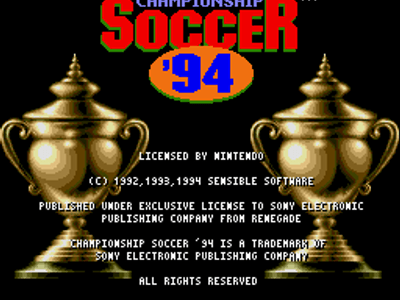 CHAMPIONSHIP
SOCCER
'94
LICENSED BY NINTENDO
(C) 1992,1993,1994 SENSIBLE SOFTWARE
PUBLISHED UNDER EXCLUSIVE LICENSE TO SONY ELECTRONIC
PUBLISHING COMPANY FROM RENEGADE
CHAMPIONSHIP SOCCER '94 IS A TRADEMARK OF
SONY ELECTRONIC PUBLISHING COMPANY
ALL RIGHTS RESERVED